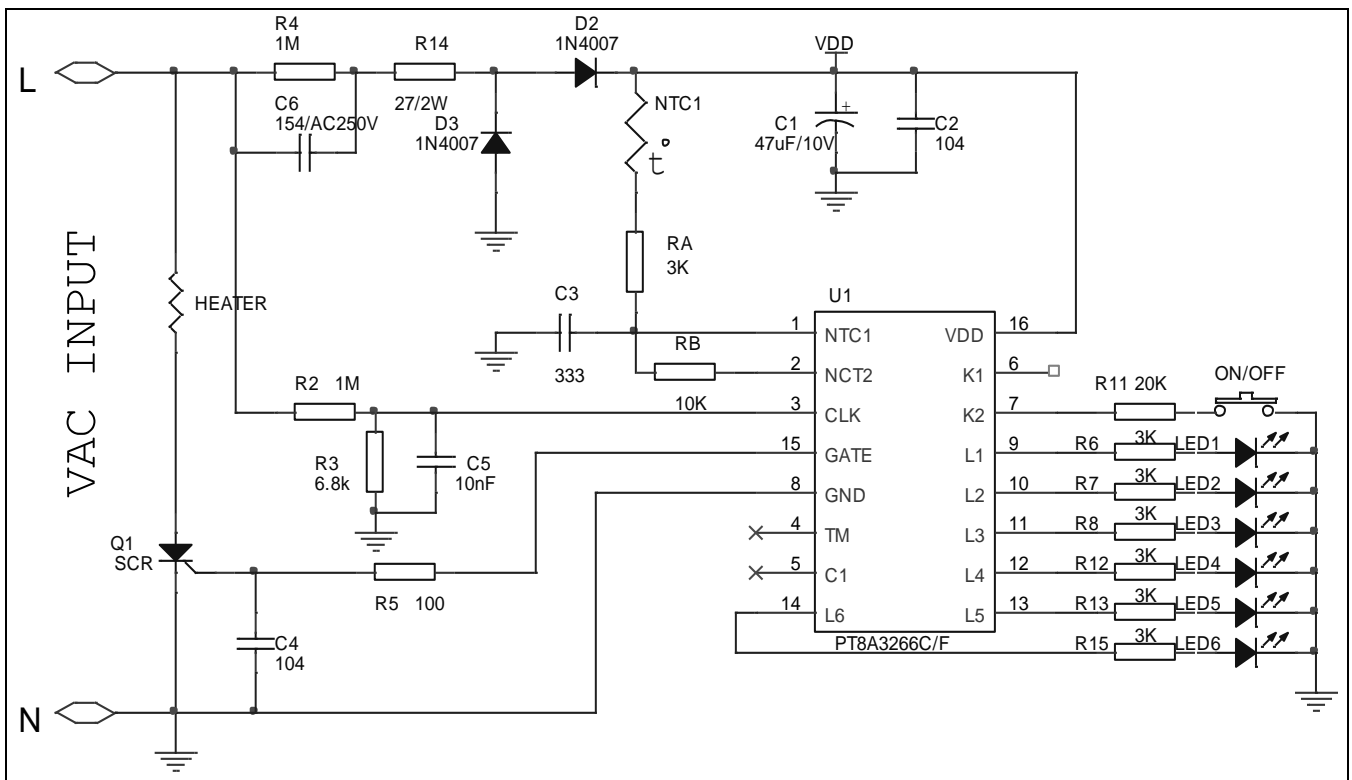 R4
1M
R14
D2
1N4007
VDD
L
C6
154/AC250V
27/2W
D3
1N4007
NTC1
t°
C1
47uF/10V
+
C2
104
VAC INPUT
HEATER
RA
3K
C3
333
RB
10K
U1
1 NTC1
2 NCT2
3 CLK
15 GATE
8 GND
4 TM
5 C1
14 L6
VDD 16
K1 6
K2 7
L1 9
L2 10
L3 11
L4 12
L5 13
PT8A3266C/F
R2 1M
R3
6.8k
C5
10nF
Q1
SCR
R5 100
C4
104
N
R11 20K
ON/OFF
R6 3K LED1
R7 3K LED2
R8 3K LED3
R12 3K LED4
R13 3K LED5
R15 3K LED6